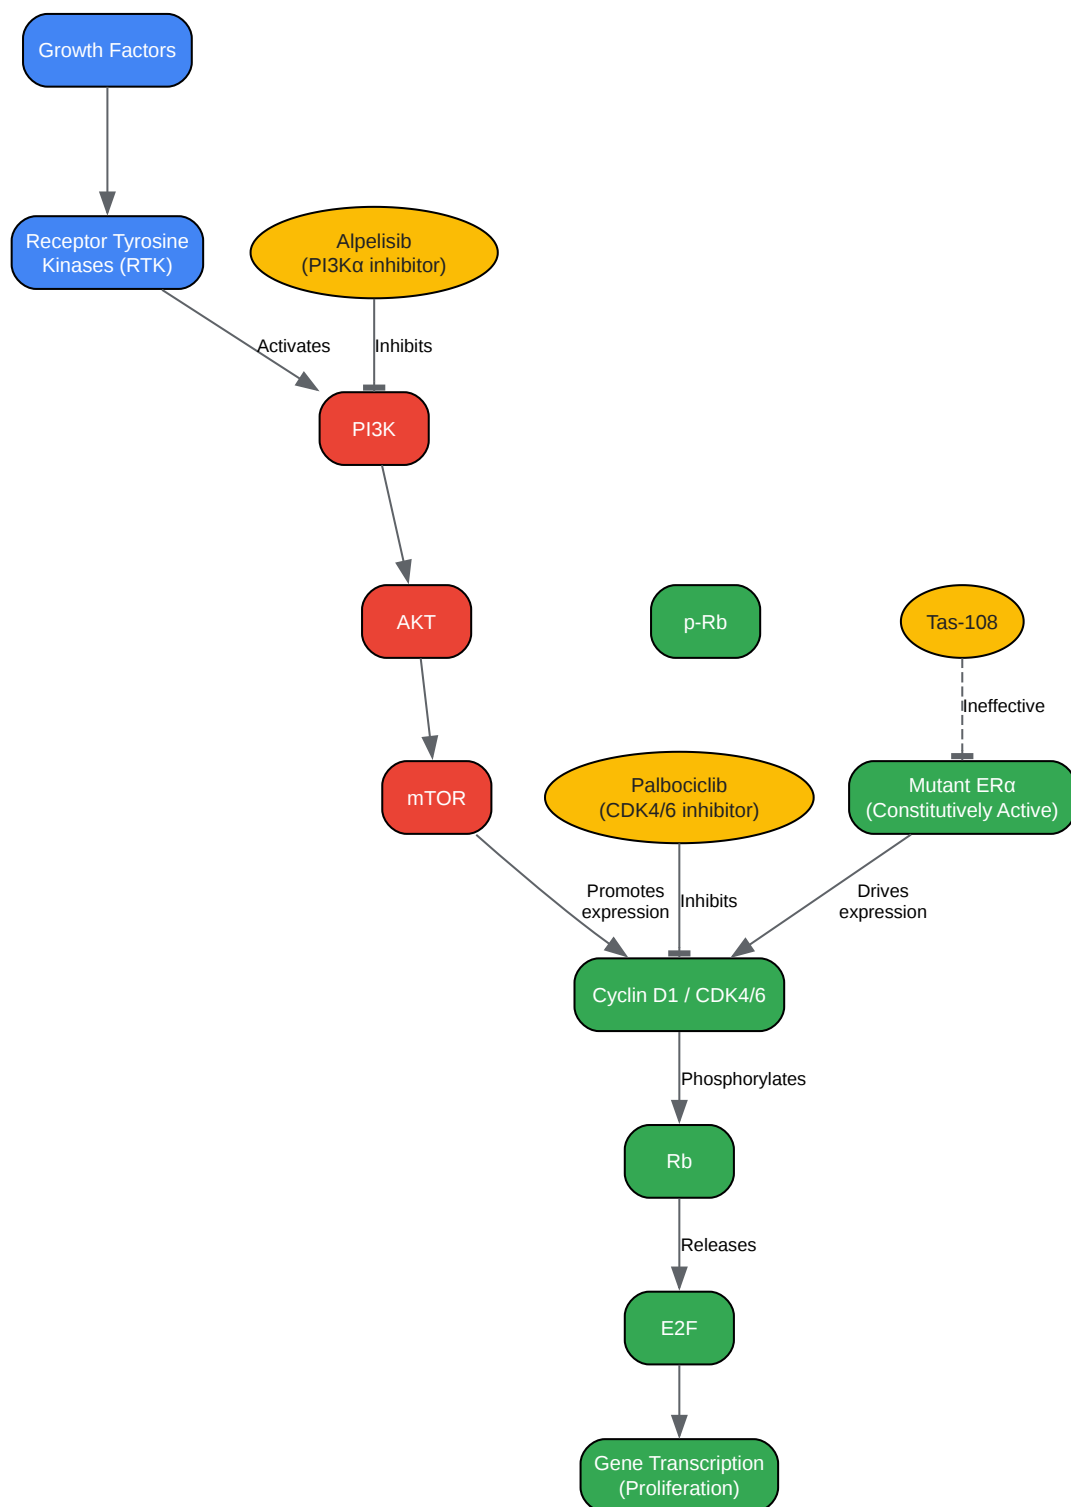 Growth Factors
Receptor Tyrosine
Kinases (RTK)
Alpelisib
(PI3Kα inhibitor)
Activates
Inhibits
PI3K
AKT
p-Rb
Tas-108
Ineffective
mTOR
Palbociclib
(CDK4/6 inhibitor)
Mutant ERα
(Constitutively Active)
Promotes
expression
Inhibits
Drives
expression
Cyclin D1 / CDK4/6
Phosphorylates
Rb
Releases
E2F
Gene Transcription
(Proliferation)